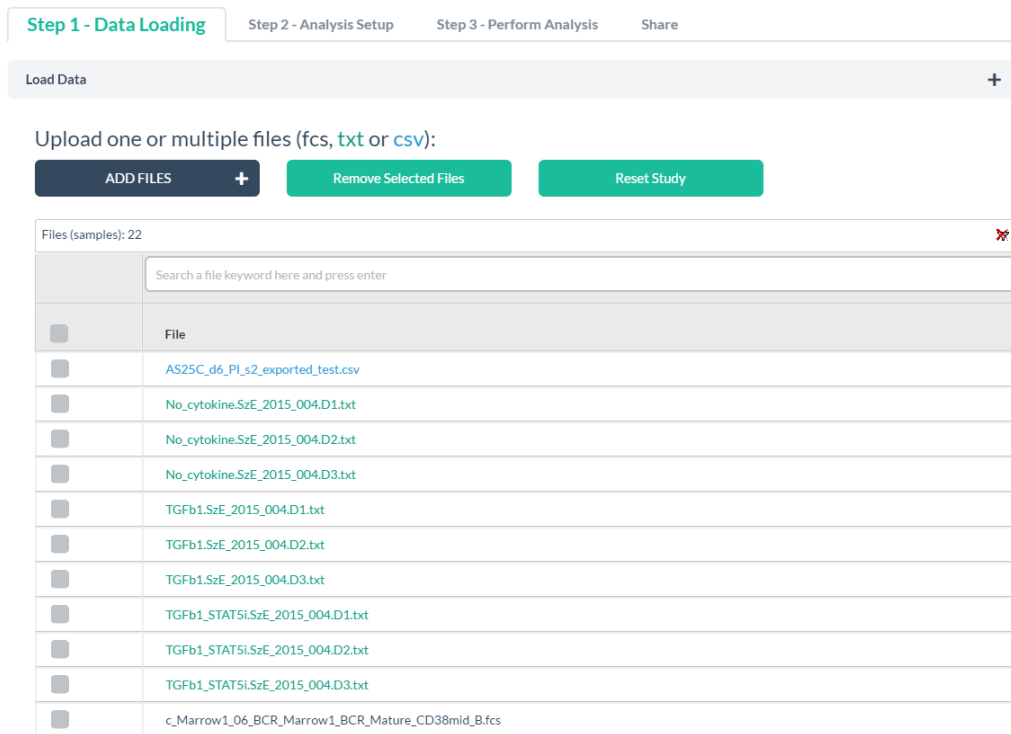 Step 1 - Data Loading Step 2 - Analysis Setup Step 3 - Perform Analysis Share
Load Data +
Upload one or multiple files (fcs, txt or csv):
ADD FILES + Remove Selected Files Reset Study
Files (samples): 22
Search a file keyword here and press enter
File
AS25C_d6_PI_s2_exported_test.csv
No_cytokine.SzE_2015_004.D1.txt
No_cytokine.SzE_2015_004.D2.txt
No_cytokine.SzE_2015_004.D3.txt
TGFb1.SzE_2015_004.D1.txt
TGFb1.SzE_2015_004.D2.txt
TGFb1.SzE_2015_004.D3.txt
TGFb1_STAT5i.SzE_2015_004.D1.txt
TGFb1_STAT5i.SzE_2015_004.D2.txt
TGFb1_STAT5i.SzE_2015_004.D3.txt
c_Marrow1_06_BCR_Marrow1_BCR_Mature_CD38mid_B.fcs